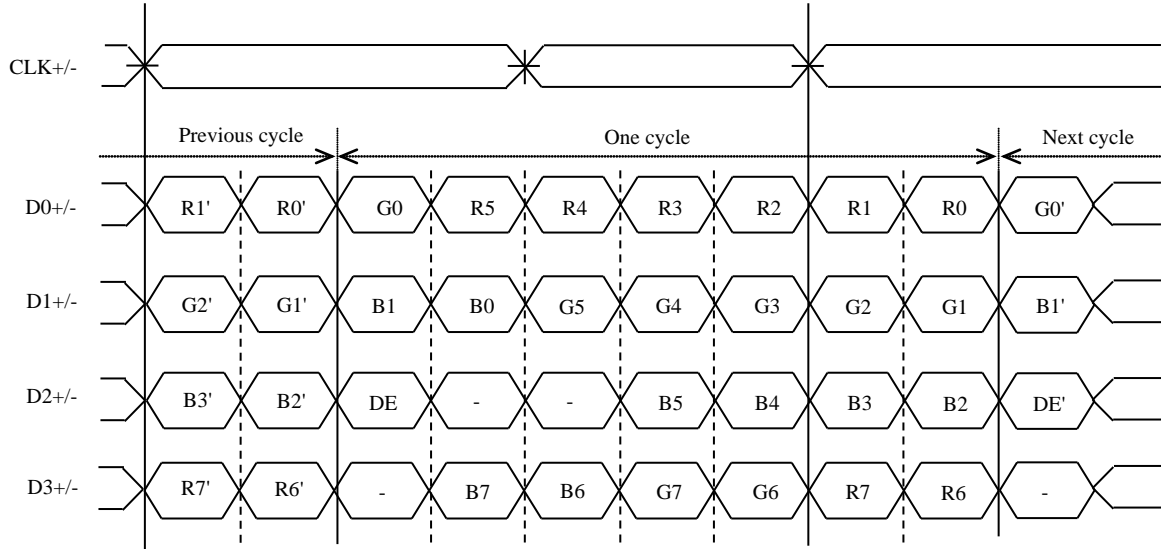 CLK+/-
Previous cycle One cycle Next cycle
D0+/- R1' R0' G0 R5 R4 R3 R2 R1 R0 G0'
D1+/- G2' G1' B1 B0 G5 G4 G3 G2 G1 B1'
D2+/- B3' B2' DE - - B5 B4 B3 B2 DE'
D3+/- R7' R6' - B7 B6 G7 G6 R7 R6 -